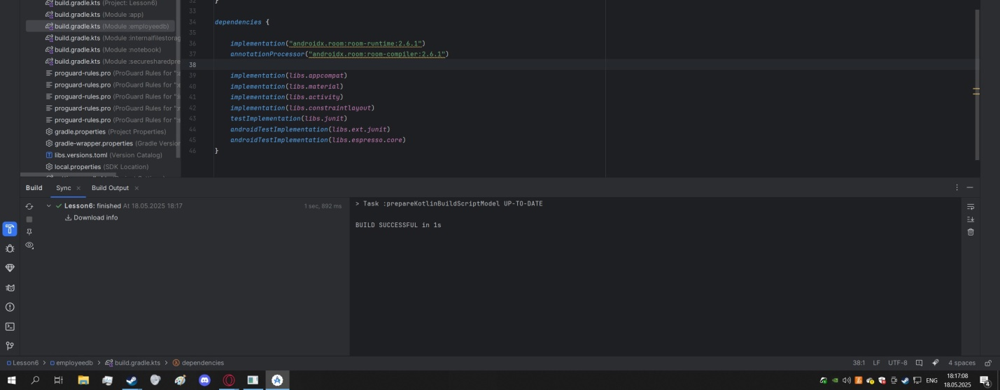 build.gradle.kts (Project: Lesson6)
build.gradle.kts (Module :app)
build.gradle.kts (Module :employeedb)
build.gradle.kts (Module :internalfilestorag
build.gradle.kts (Module :notebook)
build.gradle.kts (Module :securesharedpre
proguard-rules.pro (ProGuard Rules for ":a
proguard-rules.pro (ProGuard Rules for ":e
proguard-rules.pro (ProGuard Rules for ":i
proguard-rules.pro (ProGuard Rules for ":r
proguard-rules.pro (ProGuard Rules for ":s
gradle.properties (Project Properties)
gradle-wrapper.properties (Gradle Version
libs.versions.toml (Version Catalog)
local.properties (SDK Location)
32 }
33
34 dependencies {
35
36 implementation("androidx.room:room-runtime:2.6.1")
37 annotationProcessor("androidx.room:room-compiler:2.6.1")
38
39 implementation(libs.appcompat)
40 implementation(libs.material)
41 implementation(libs.activity)
42 implementation(libs.constraintlayout)
43 testImplementation(libs.junit)
44 androidTestImplementation(libs.ext.junit)
45 androidTestImplementation(libs.espresso.core)
46 }
Build Sync × Build Output ×
Lesson6: finished At 18.05.2025 18:17 1 sec, 892 ms
Download info
> Task :prepareKotlinBuildScriptModel UP-TO-DATE
BUILD SUCCESSFUL in 1s
Lesson6 > employeedb > build.gradle.kts > dependencies
38:1 LF UTF-8 4 spaces
ENG
18:17:08
18.05.2025
4